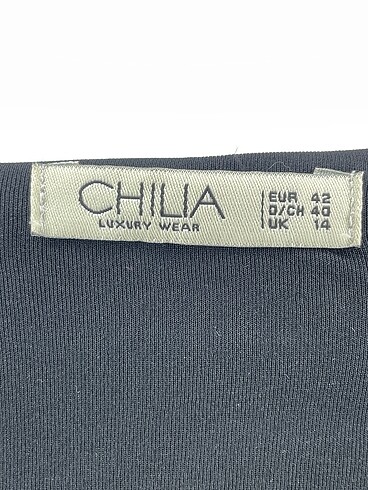 CHILIA
LUXURY WEAR
EUR 42
D/CH 40
UK 14